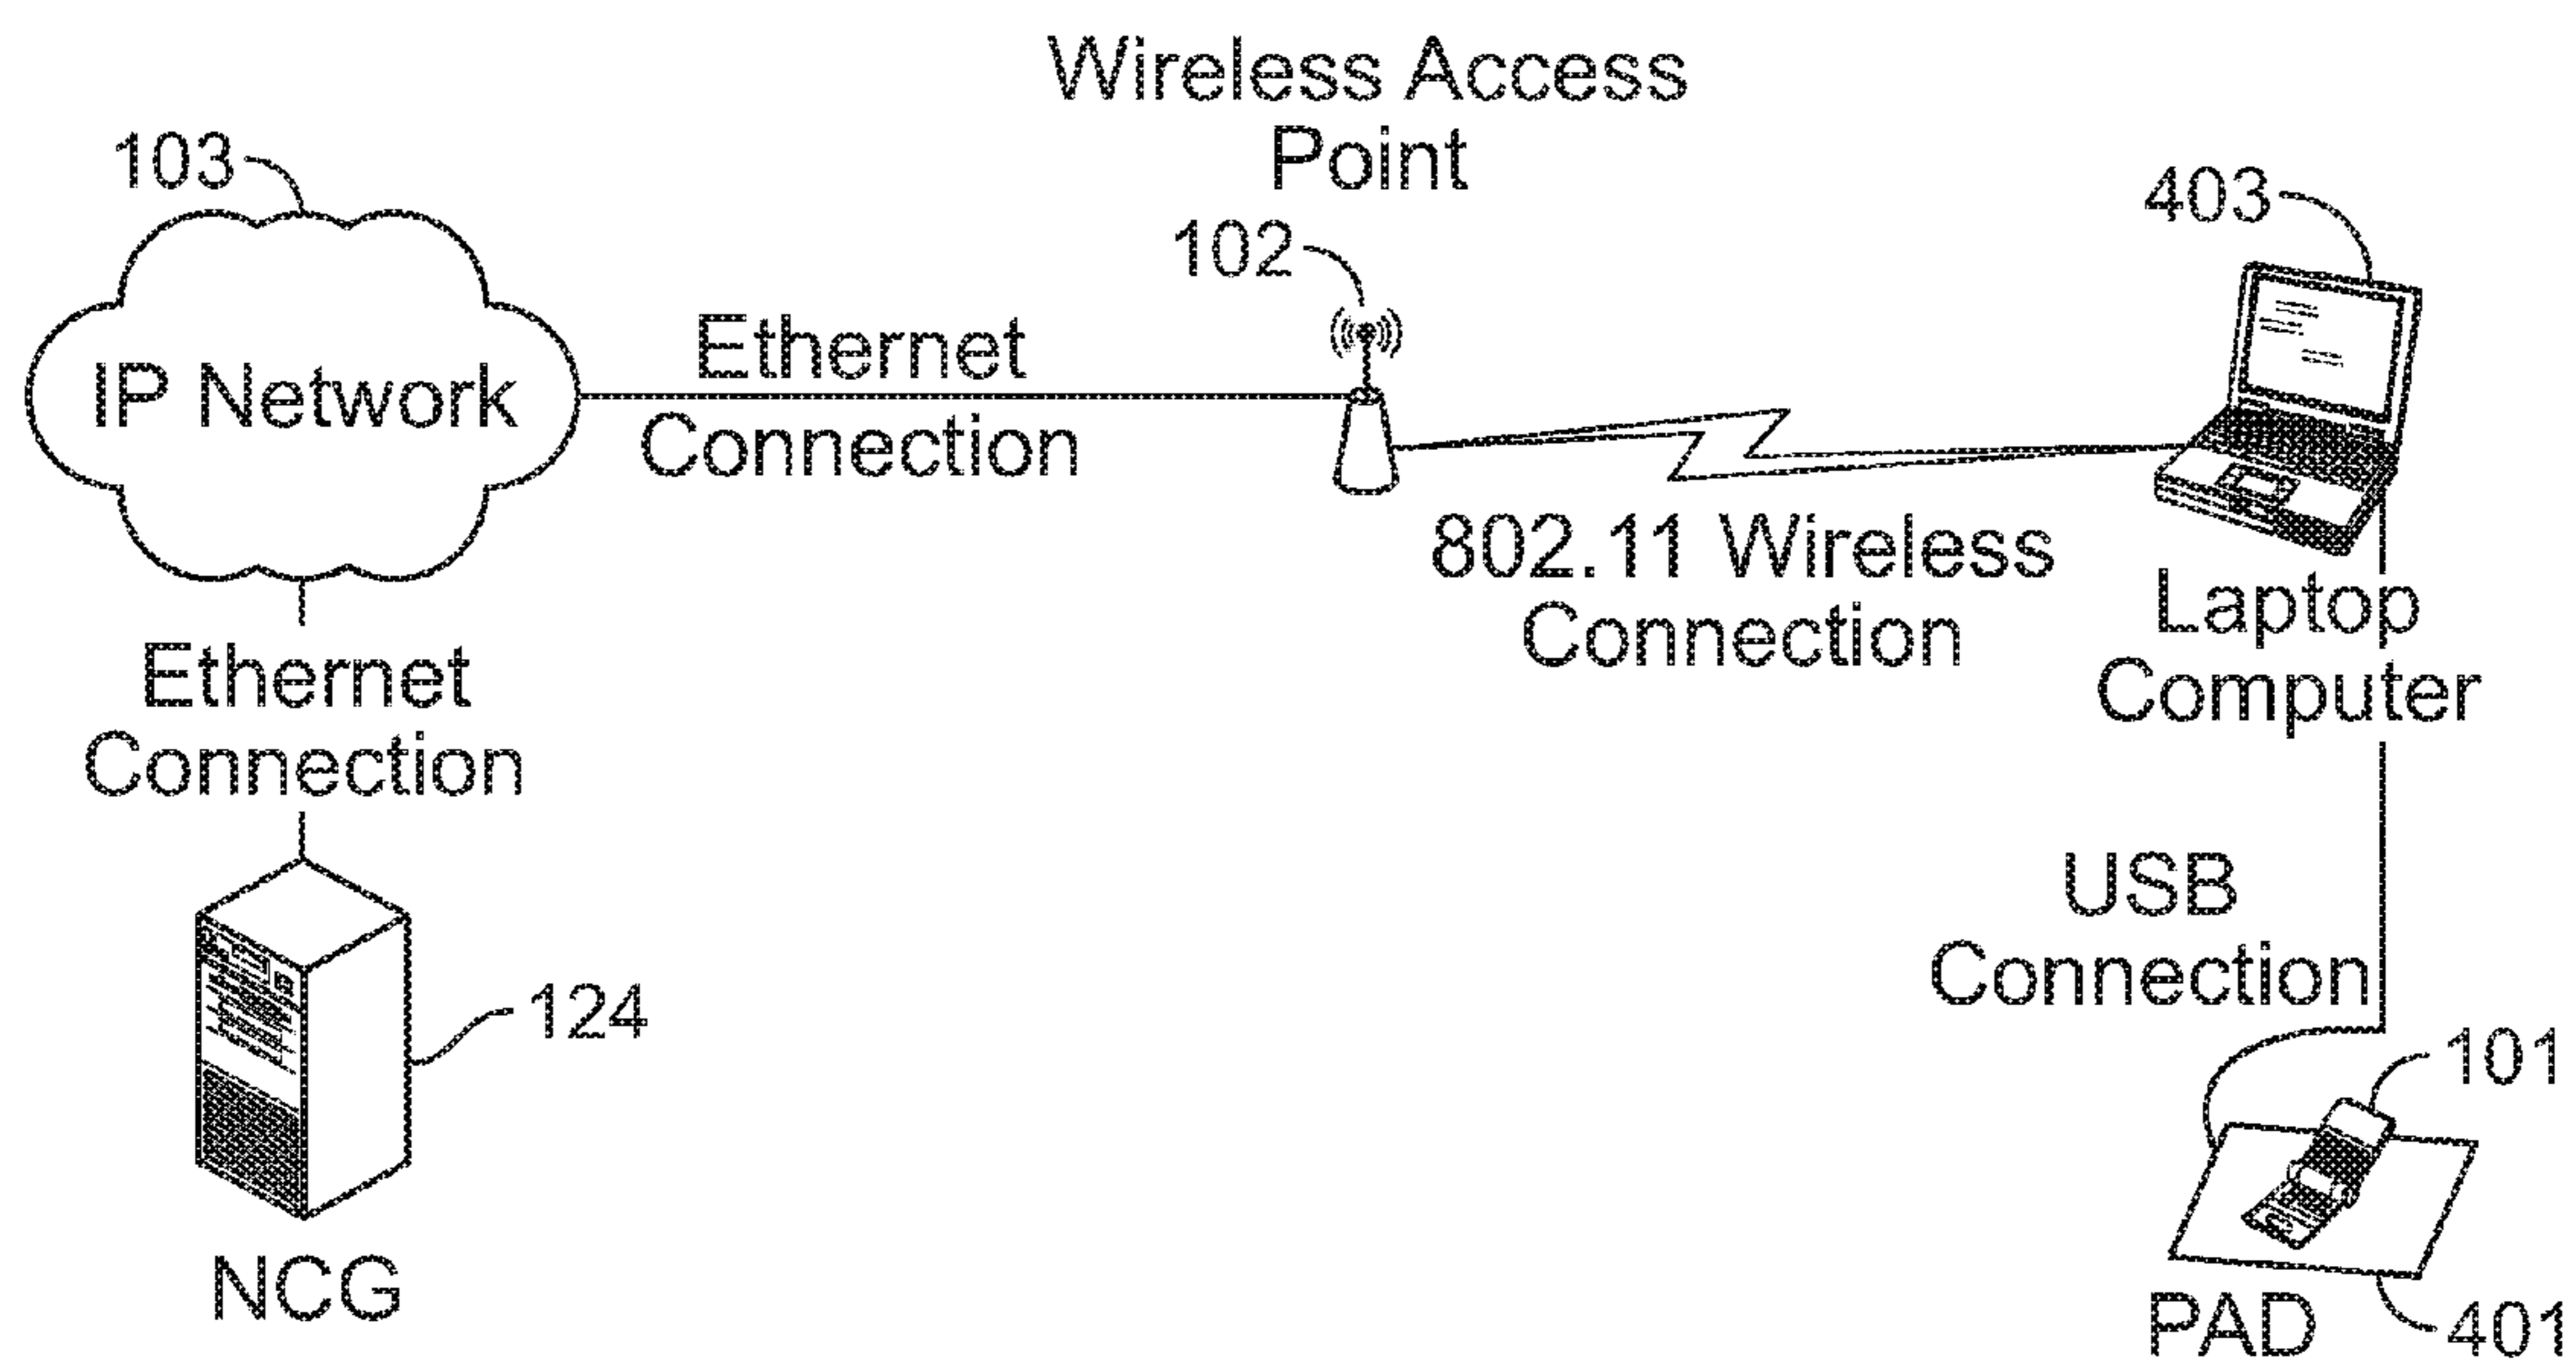 Wireless Access
Point
103
102
403
IP Network
Ethernet
Connection
802.11 Wireless
Connection
Laptop
Computer
Ethernet
Connection
USB
Connection
124
101
NCG
PAD
401